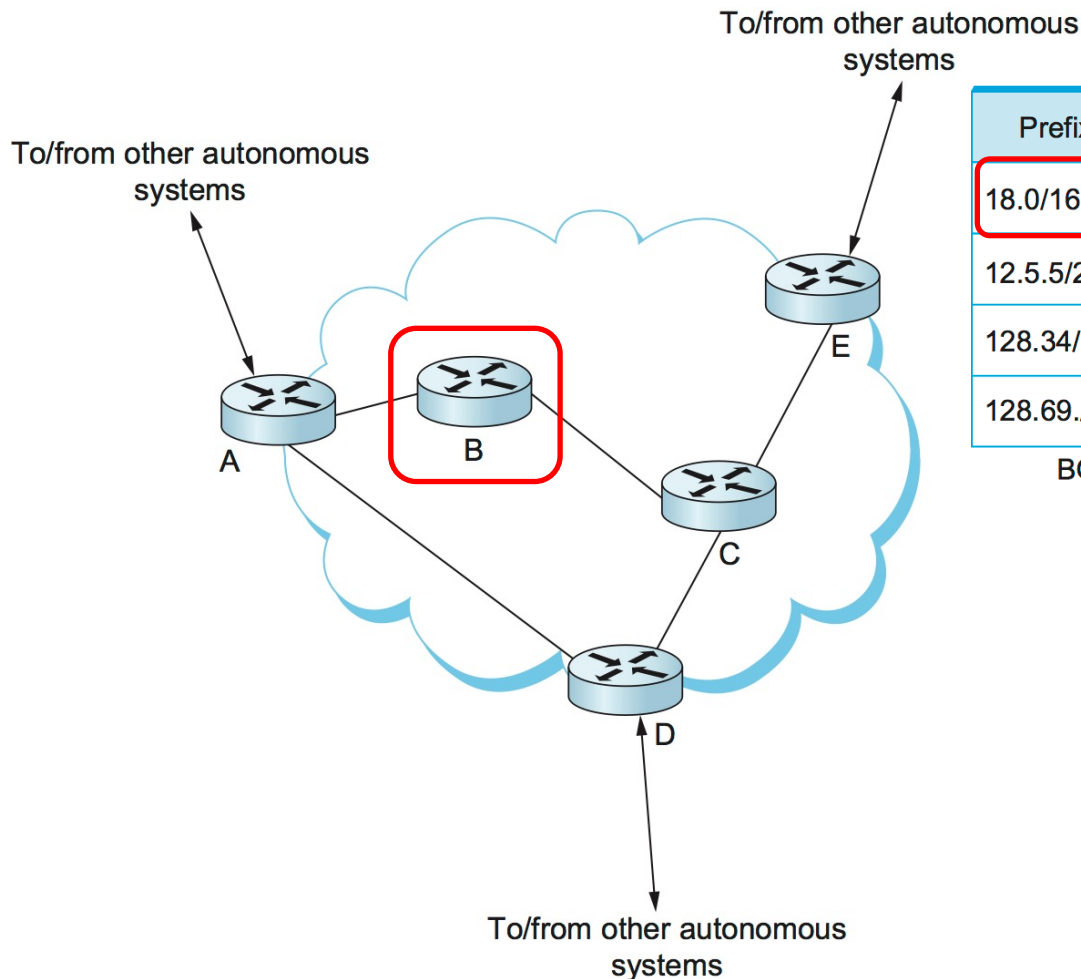 To/from other autonomous
systems
To/from other autonomous
systems
18.0/16
12.5.5/2
128.34/
128.69.
A
B
C
D
E
To/from other autonomous
systems